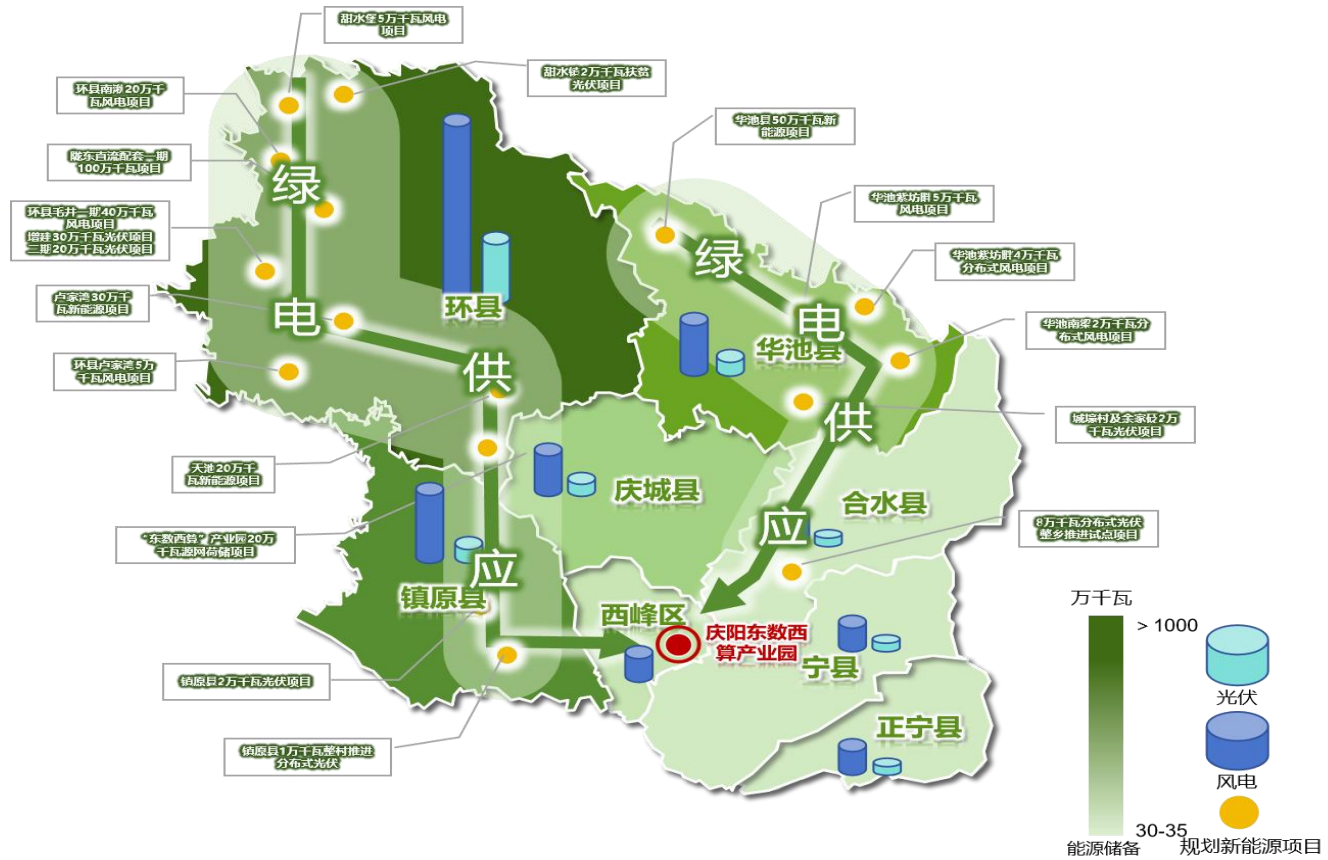 甜水堡5万千瓦风电
项目
甜水镇2万千瓦扶贫
光伏项目
环县南湫20万千
瓦风电项目
陇东直流配套一期
100万千瓦项目
环县毛井一期40万千瓦
风电项目
增建30万千瓦光伏项目
二期20万千瓦光伏项目
卢家湾30万千
瓦新能源项目
环县卢家湾5万
千瓦风电项目
天池20万千
瓦新能源项目
“东数西算”产业园20万
千瓦源网荷储项目
镇原县2万千瓦光伏项目
镇原县1万千瓦整村推进
分布式光伏
华池县50万千瓦新
能源项目
华池紫坊畔5万千瓦
风电项目
华池紫坊畔4万千瓦
分布式风电项目
华池南梁2万千瓦分
布式风电项目
城壕村及余家砭2万
千瓦光伏项目
8万千瓦分布式光伏
整乡推进试点项目
绿
电
供
应
绿
电
供
应
环县
华池县
庆城县
合水县
镇原县
西峰区
庆阳东数西
算产业园
宁县
正宁县
万千瓦
> 1000
30-35
能源储备
光伏
风电
规划新能源项目